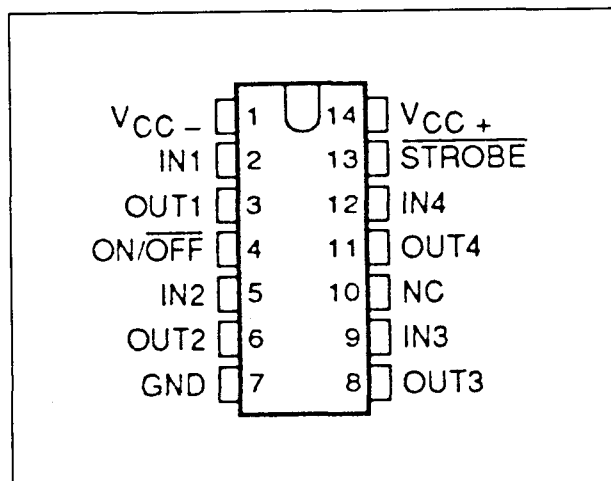 VCC – 1 14 VCC +
IN1 2 13 STROBE
OUT1 3 12 IN4
ON/OFF 4 11 OUT4
IN2 5 10 NC
OUT2 6 9 IN3
GND 7 8 OUT3